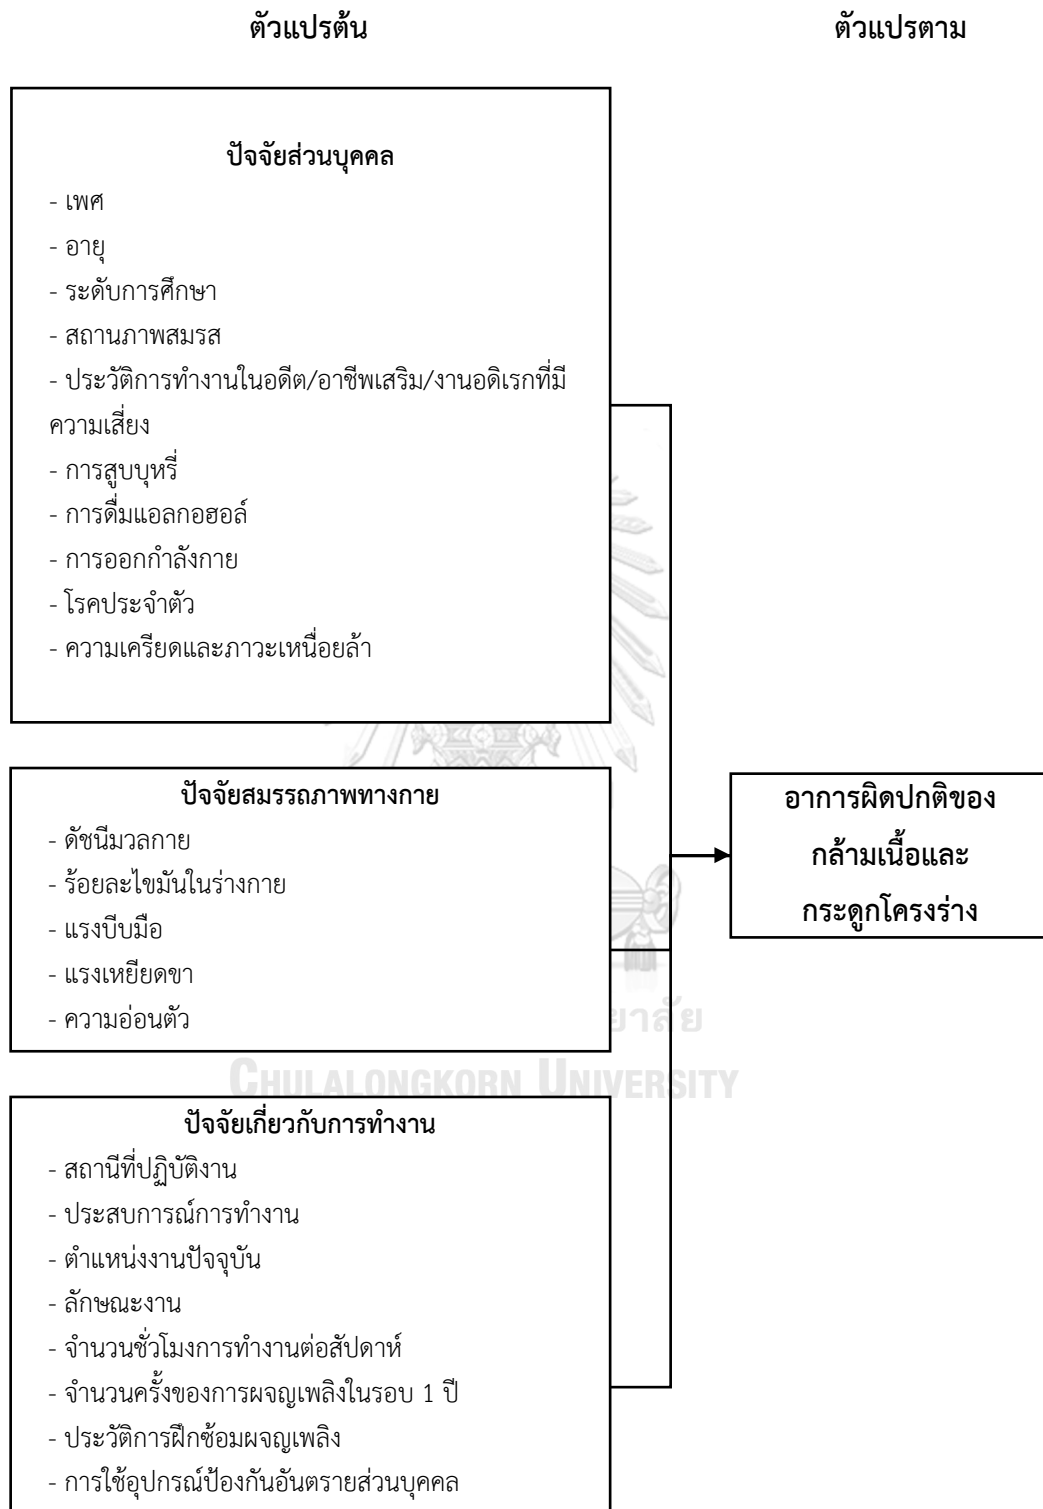 ตัวแปรต้น
ตัวแปรตาม
ปัจจัยส่วนบุคคล
- เพศ
- อายุ
- ระดับการศึกษา
- สถานภาพสมรส
- ประวัติการทำงานในอดีต/อาชีพเสริม/งานอดิเรกที่มี
ความเสี่ยง
- การสูบบุหรี่
- การดื่มแอลกอฮอล์
- การออกกำลังกาย
- โรคประจำตัว
- ความเครียดและภาวะเหนื่อยล้า
ปัจจัยสมรรถภาพทางกาย
- ดัชนีมวลกาย
- ร้อยละไขมันในร่างกาย
- แรงบีบมือ
- แรงเหยียดขา
- ความอ่อนตัว
อาการผิดปกติของ
กล้ามเนื้อและ
กระดูกโครงร่าง
CHULALONGKORN UNIVERSITY
ปัจจัยเกี่ยวกับการทำงาน
- สถานีที่ปฏิบัติงาน
- ประสบการณ์การทำงาน
- ตำแหน่งงานปัจจุบัน
- ลักษณะงาน
- จำนวนชั่วโมงการทำงานต่อสัปดาห์
- จำนวนครั้งของการผจญเพลิงในรอบ 1 ปี
- ประวัติการฝึกซ้อมผจญเพลิง
- การใช้อุปกรณ์ป้องกันอันตรายส่วนบุคคล